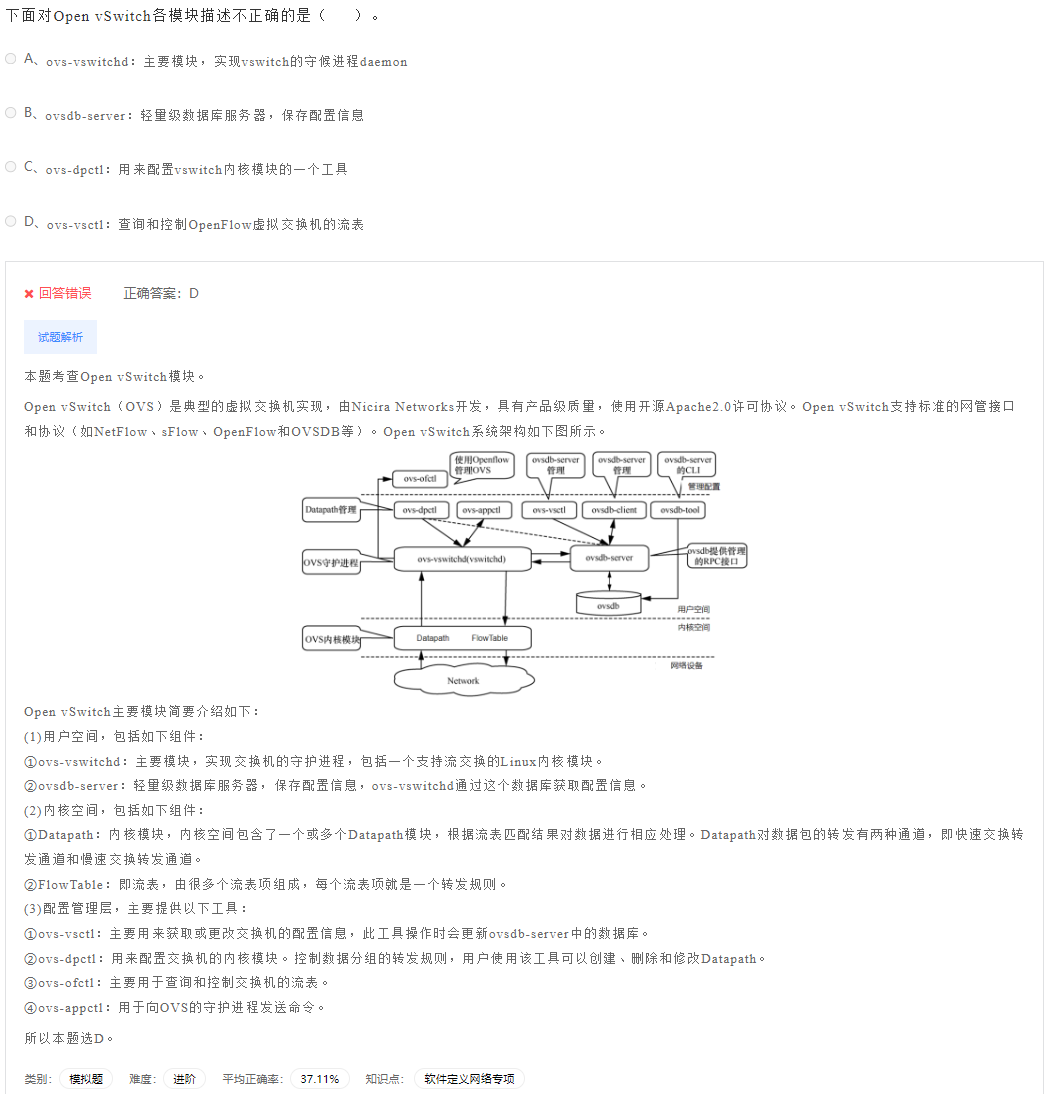 下面对Open vSwitch各模块描述不正确的是（　　）。
A、ovs-vswitchd：主要模块，实现vswitch的守候进程daemon
B、ovsdb-server：轻量级数据库服务器，保存配置信息
C、ovs-dpctl：用来配置vswitch内核模块的一个工具
D、ovs-vsctl：查询和控制OpenFlow虚拟交换机的流表
回答错误 正确答案：D
试题解析
本题考查Open vSwitch模块。
Open vSwitch（OVS）是典型的虚拟交换机实现，由Nicira Networks开发，具有产品级质量，使用开源Apache2.0许可协议。Open vSwitch支持标准的网管接口
和协议（如NetFlow、sFlow、OpenFlow和OVSDB等）。Open vSwitch系统架构如下图所示。
使用Openflow
管理OVS
ovsdb-server
管理
ovsdb-server
管理
ovsdb-server
的CLI
ovs-ofctl
管理配置
Datapath管理
ovs-dpctl
ovs-appctl
ovs-vsctl
ovsdb-client
ovsdb-tool
OVS守护进程
ovs-vswitchd(vswitchd)
ovsdb-server
ovsdb提供管理
的RPC接口
ovsdb
用户空间
内核空间
OVS内核模块
Datapath FlowTable
网络设备
Network
Open vSwitch主要模块简要介绍如下：
(1)用户空间，包括如下组件：
①ovs-vswitchd：主要模块，实现交换机的守护进程，包括一个支持流交换的Linux内核模块。
②ovsdb-server：轻量级数据库服务器，保存配置信息，ovs-vswitchd通过这个数据库获取配置信息。
(2)内核空间，包括如下组件：
①Datapath：内核模块，内核空间包含了一个或多个Datapath模块，根据流表匹配结果对数据进行相应处理。Datapath对数据包的转发有两种通道，即快速交换转
发通道和慢速交换转发通道。
②FlowTable：即流表，由很多个流表项组成，每个流表项就是一个转发规则。
(3)配置管理层，主要提供以下工具：
①ovs-vsctl：主要用来获取或更改交换机的配置信息，此工具操作时会更新ovsdb-server中的数据库。
②ovs-dpctl：用来配置交换机的内核模块。控制数据分组的转发规则，用户使用该工具可以创建、删除和修改Datapath。
③ovs-ofctl：主要用于查询和控制交换机的流表。
④ovs-appctl：用于向OVS的守护进程发送命令。
所以本题选D。
类别： 模拟题 难度： 进阶 平均正确率： 37.11% 知识点： 软件定义网络专项